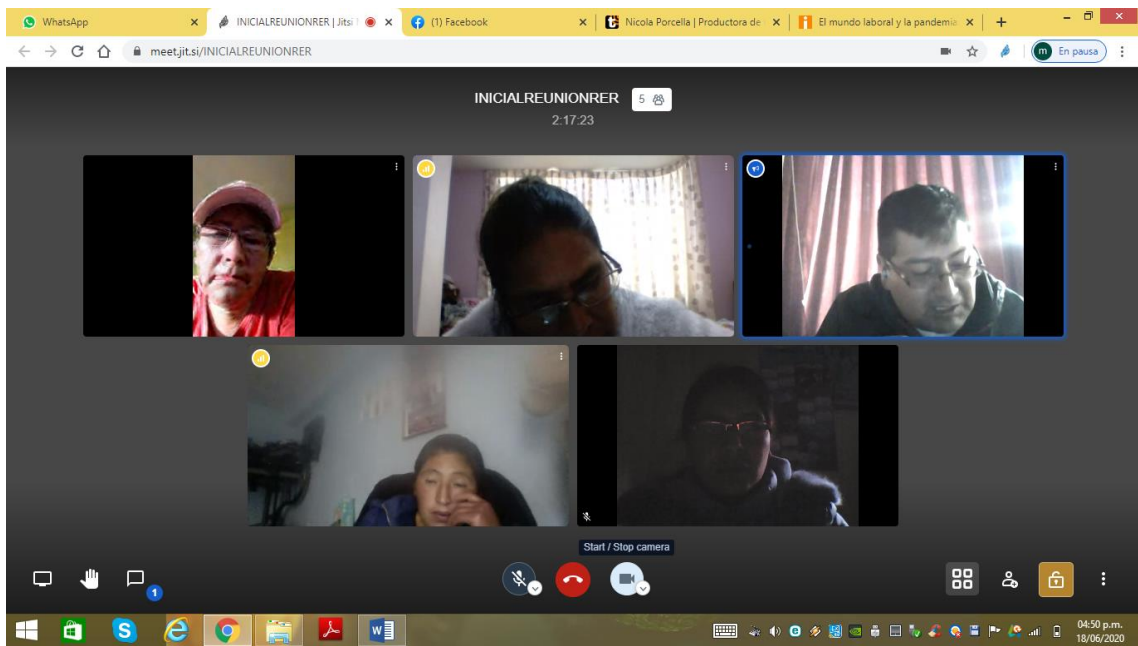 WhatsApp
INICIALREUNIONRER | Jitsi
(1) Facebook
Nicola Porcella | Productora de
El mundo laboral y la pandemia
meet.jit.si/INICIALREUNIONRER
m En pausa
INICIALREUNIONRER 5
2:17:23
Start / Stop camera
1
04:50 p.m.
18/06/2020